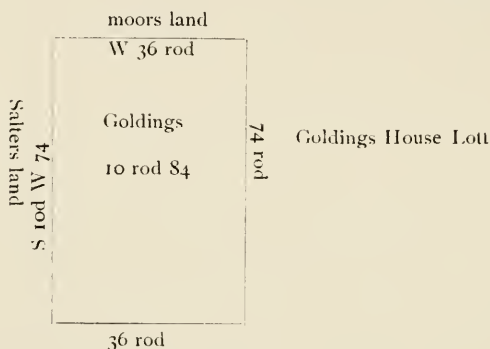 moors land
W 36 rod
Salters land
S 10d W 74
Goldings
10 rod 84
74 rod
Goldings House Lott
36 rod